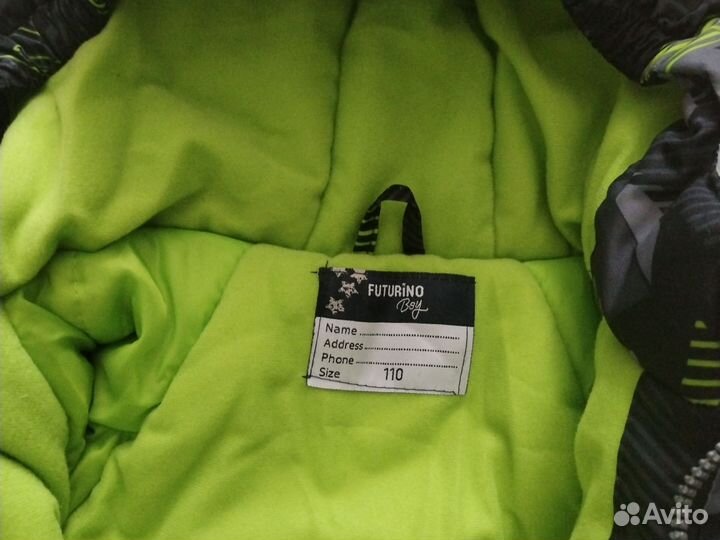 FUTURiNO
Boy
Name
Address
Phone
Size 110
Avito